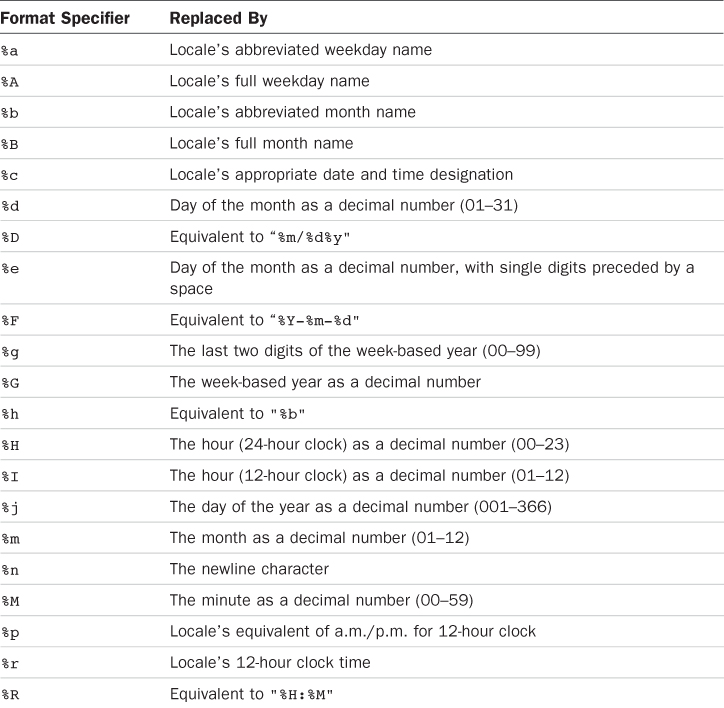 Format Specifier Replaced By
%a Locale’s abbreviated weekday name
%A Locale’s full weekday name
%b Locale’s abbreviated month name
%B Locale’s full month name
%c Locale’s appropriate date and time designation
%d Day of the month as a decimal number (01–31)
%D Equivalent to “%m/%d%y"
%e Day of the month as a decimal number, with single digits preceded by a
space
%F Equivalent to “%Y–%m–%d"
%g The last two digits of the week-based year (00–99)
%G The week-based year as a decimal number
%h Equivalent to "%b"
%H The hour (24-hour clock) as a decimal number (00–23)
%I The hour (12-hour clock) as a decimal number (01–12)
%j The day of the year as a decimal number (001–366)
%m The month as a decimal number (01–12)
%n The newline character
%M The minute as a decimal number (00–59)
%p Locale’s equivalent of a.m./p.m. for 12-hour clock
%r Locale’s 12-hour clock time
%R Equivalent to "%H:%M"